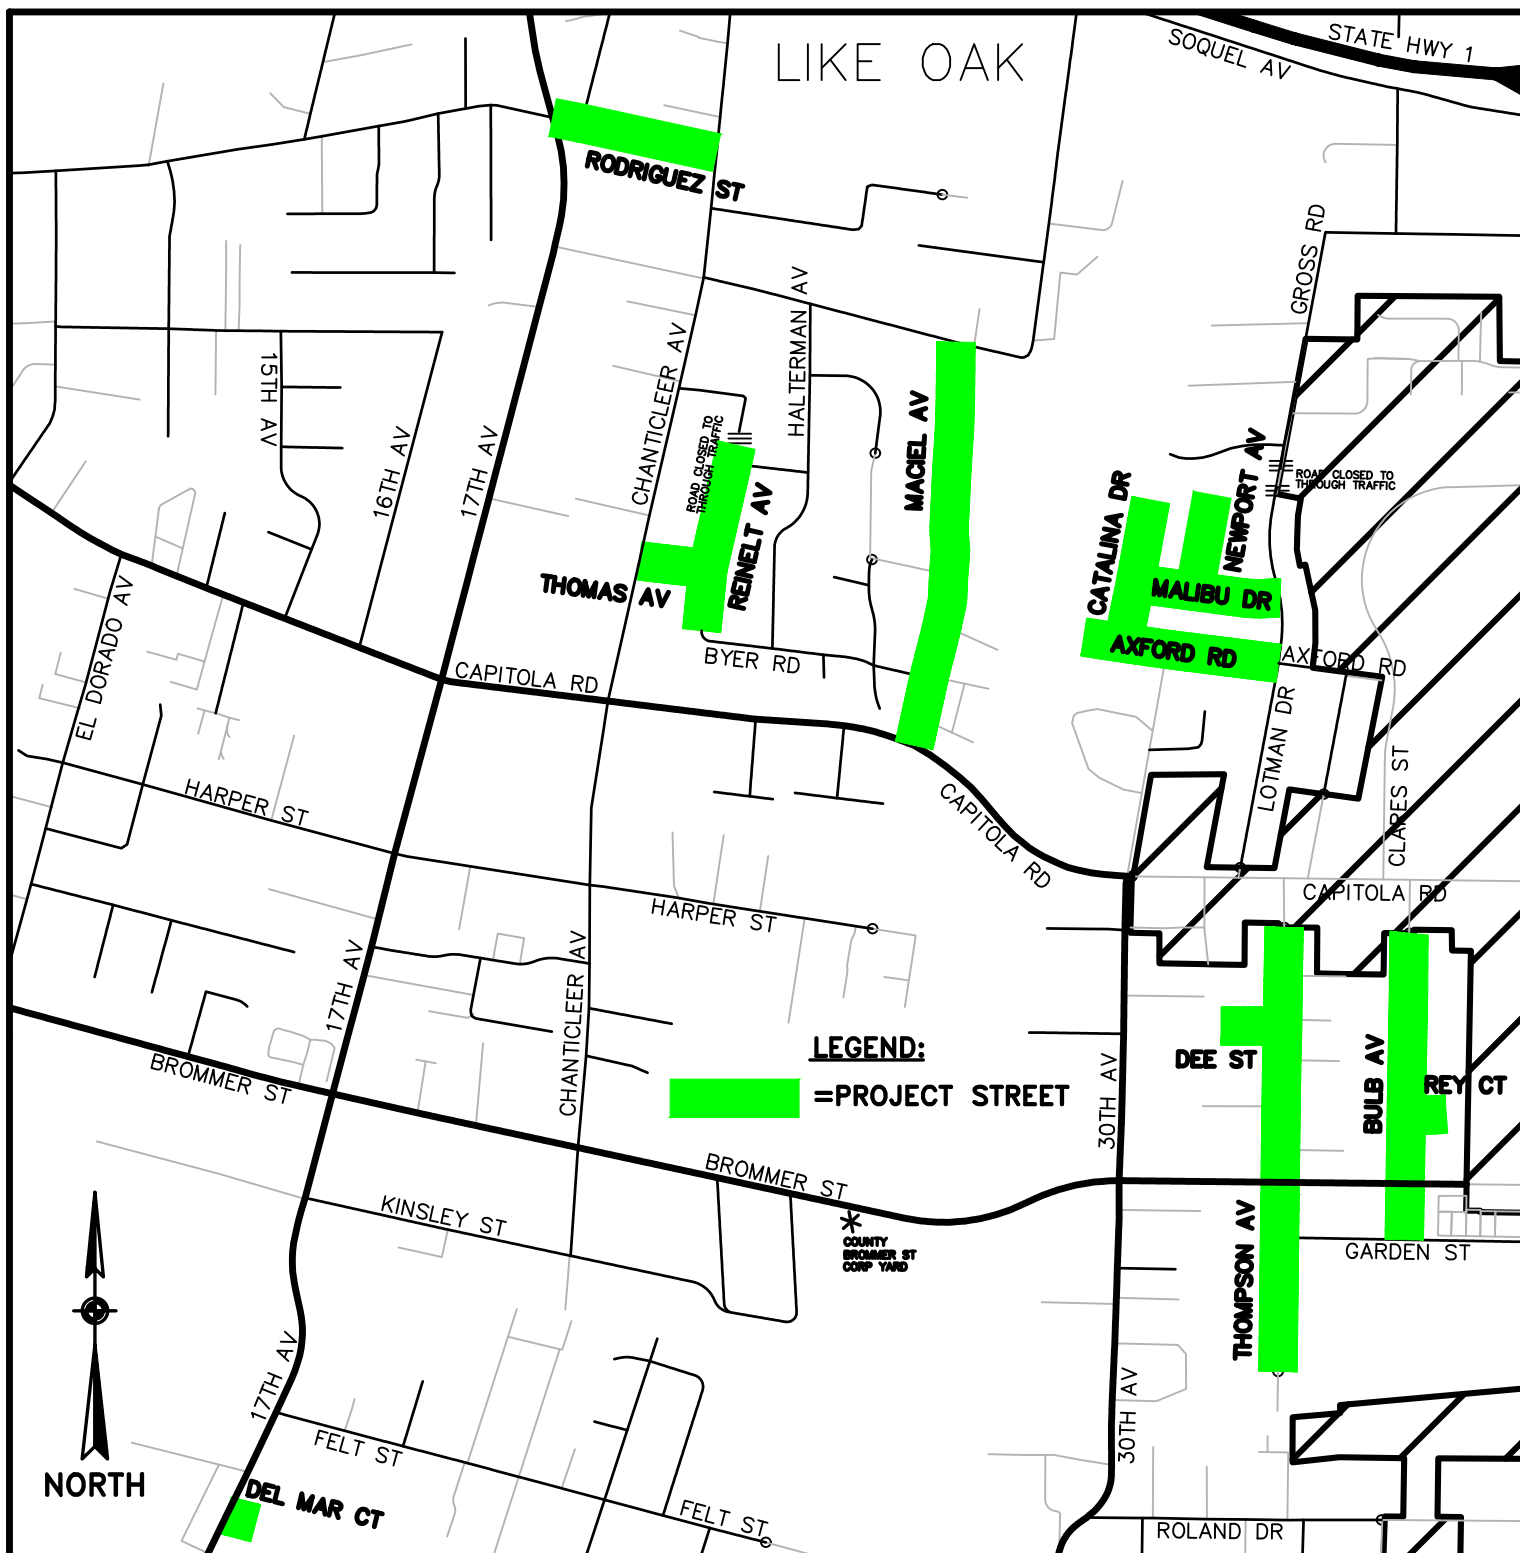 LIKE OAK
STATE HWY 1
SOQUEL AV
RODRIGUEZ ST
GROSS RD
HALTERMAN AV
CHANTICLEER AV
15TH AV
16TH AV
17TH AV
ROAD CLOSED TO
THROUGH TRAFFIC
MACIEL AV
NEWPORT AV
ROAD CLOSED TO
THROUGH TRAFFIC
CATALINA DR
REINELT AV
THOMAS AV
MALIBU DR
AXFORD RD
AXFORD RD
BYER RD
EL DORADO AV
CAPITOLA RD
LOTMAN DR
CLARES ST
HARPER ST
CAPITOLA RD
CAPITOLA RD
HARPER ST
17TH AV
CHANTICLEER AV
LEGEND:
=PROJECT STREET
DEE ST
BULB AV
REY CT
30TH AV
BROMMER ST
BROMMER ST
KINSLEY ST
COUNTY
BROMMER ST
CORP YARD
THOMPSON AV
GARDEN ST
17TH AV
30TH AV
FELT ST
NORTH
DEL MAR CT
FELT ST
ROLAND DR